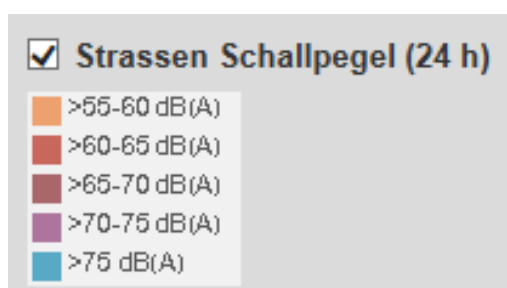 Strassen Schallpegel (24 h)
>55-60 dB(A)
>60-65 dB(A)
>65-70 dB(A)
>70-75 dB(A)
>75 dB(A)